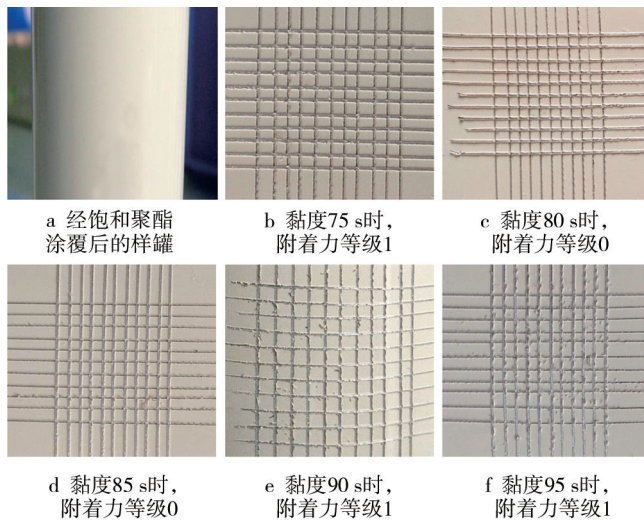 a 经饱和聚酯
涂覆后的样罐
b 黏度75 s时，
附着力等级1
c 黏度80 s时，
附着力等级0
d 黏度85 s时，
附着力等级0
e 黏度90 s时，
附着力等级1
f 黏度95 s时，
附着力等级1